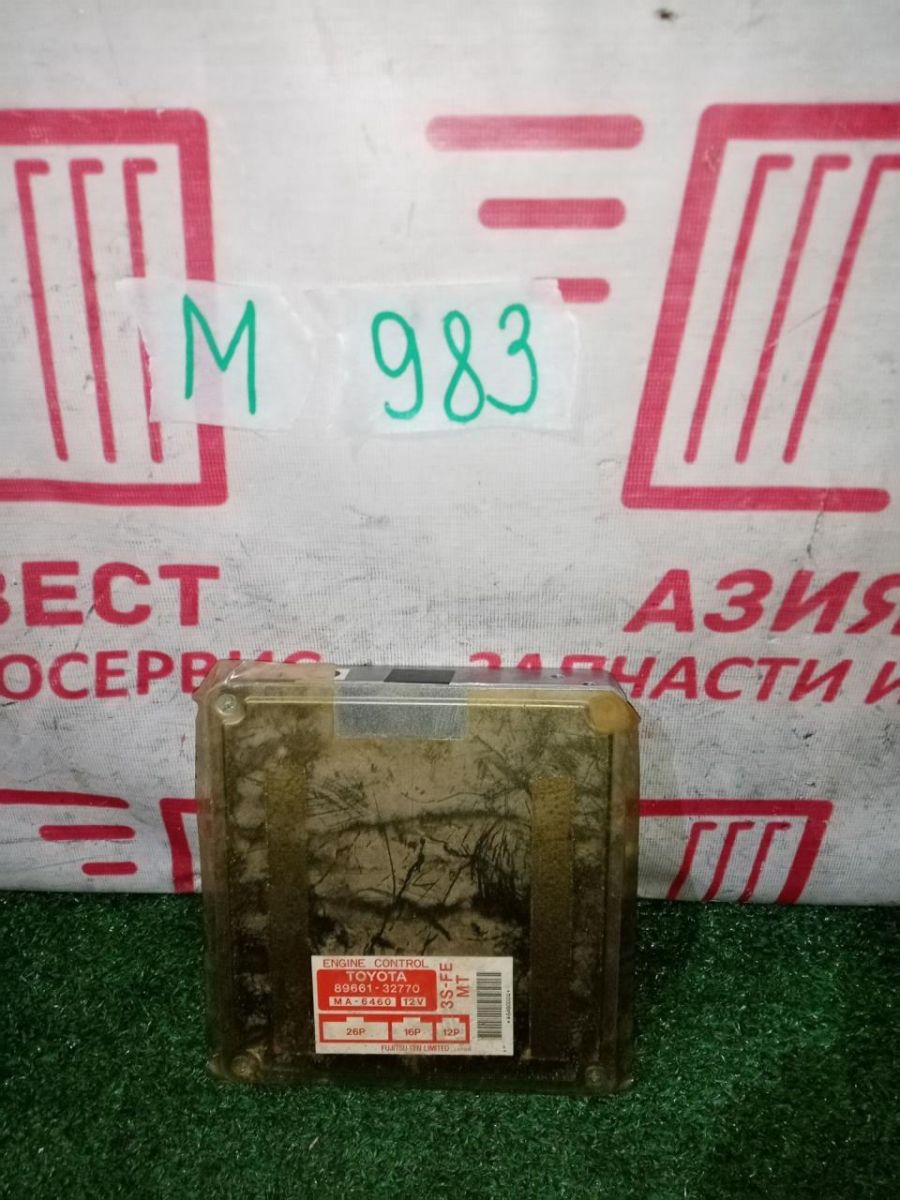 M 983
ВЕСТ
АЗИЯ
ОСЕРВИС
ЗАПЧАСТИ И
ENGINE CONTROL
TOYOTA
89661-32770
MA-6460 12V
3S-FE
MT
26P 16P 12P
FUJITSU TEN LIMITED